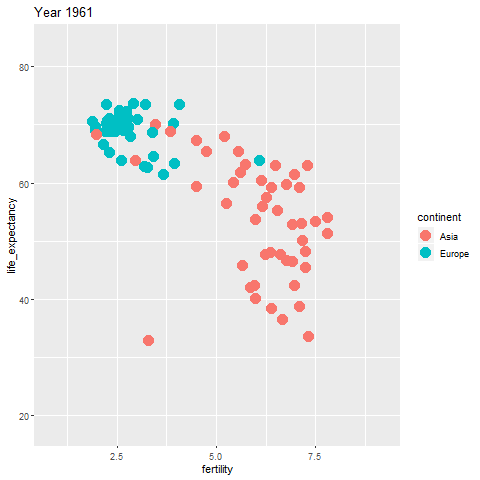 Year 1961
80
60
40
20
life_expectancy
2.5 5.0 7.5
fertility
continent
Asia
Europe